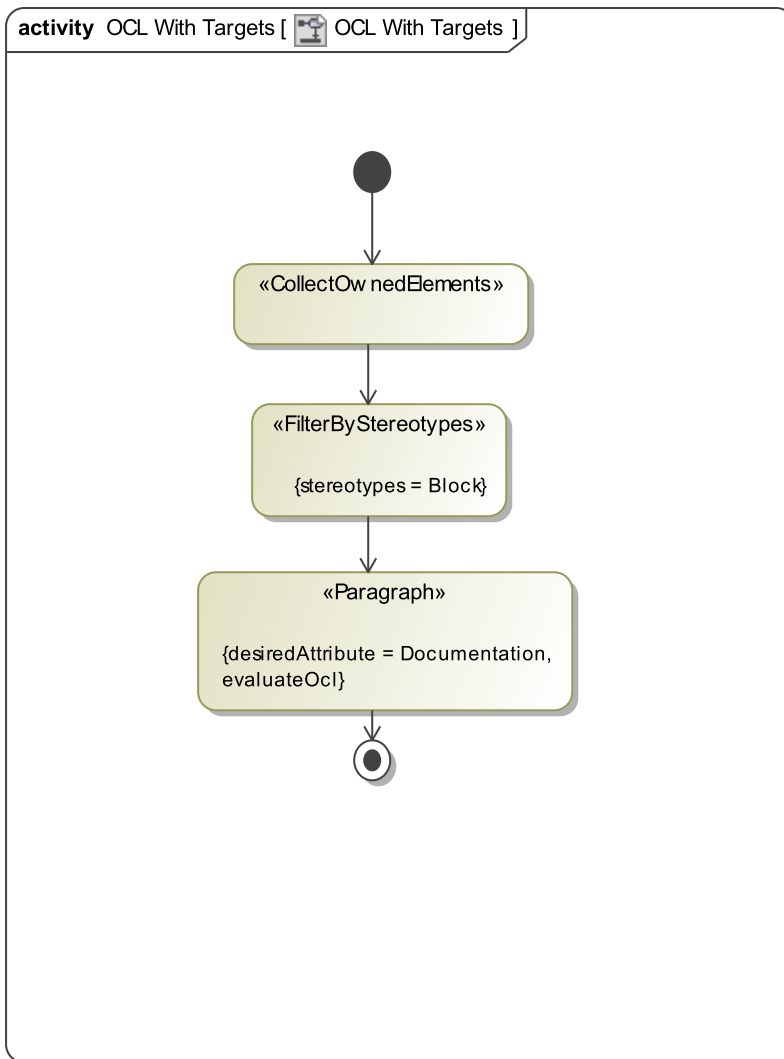 activity OCL With Targets [ OCL With Targets ]
«CollectOwnedElements»
«FilterByStereotypes»
{stereotypes = Block}
«Paragraph»
{desiredAttribute = Documentation,
evaluateOcl}